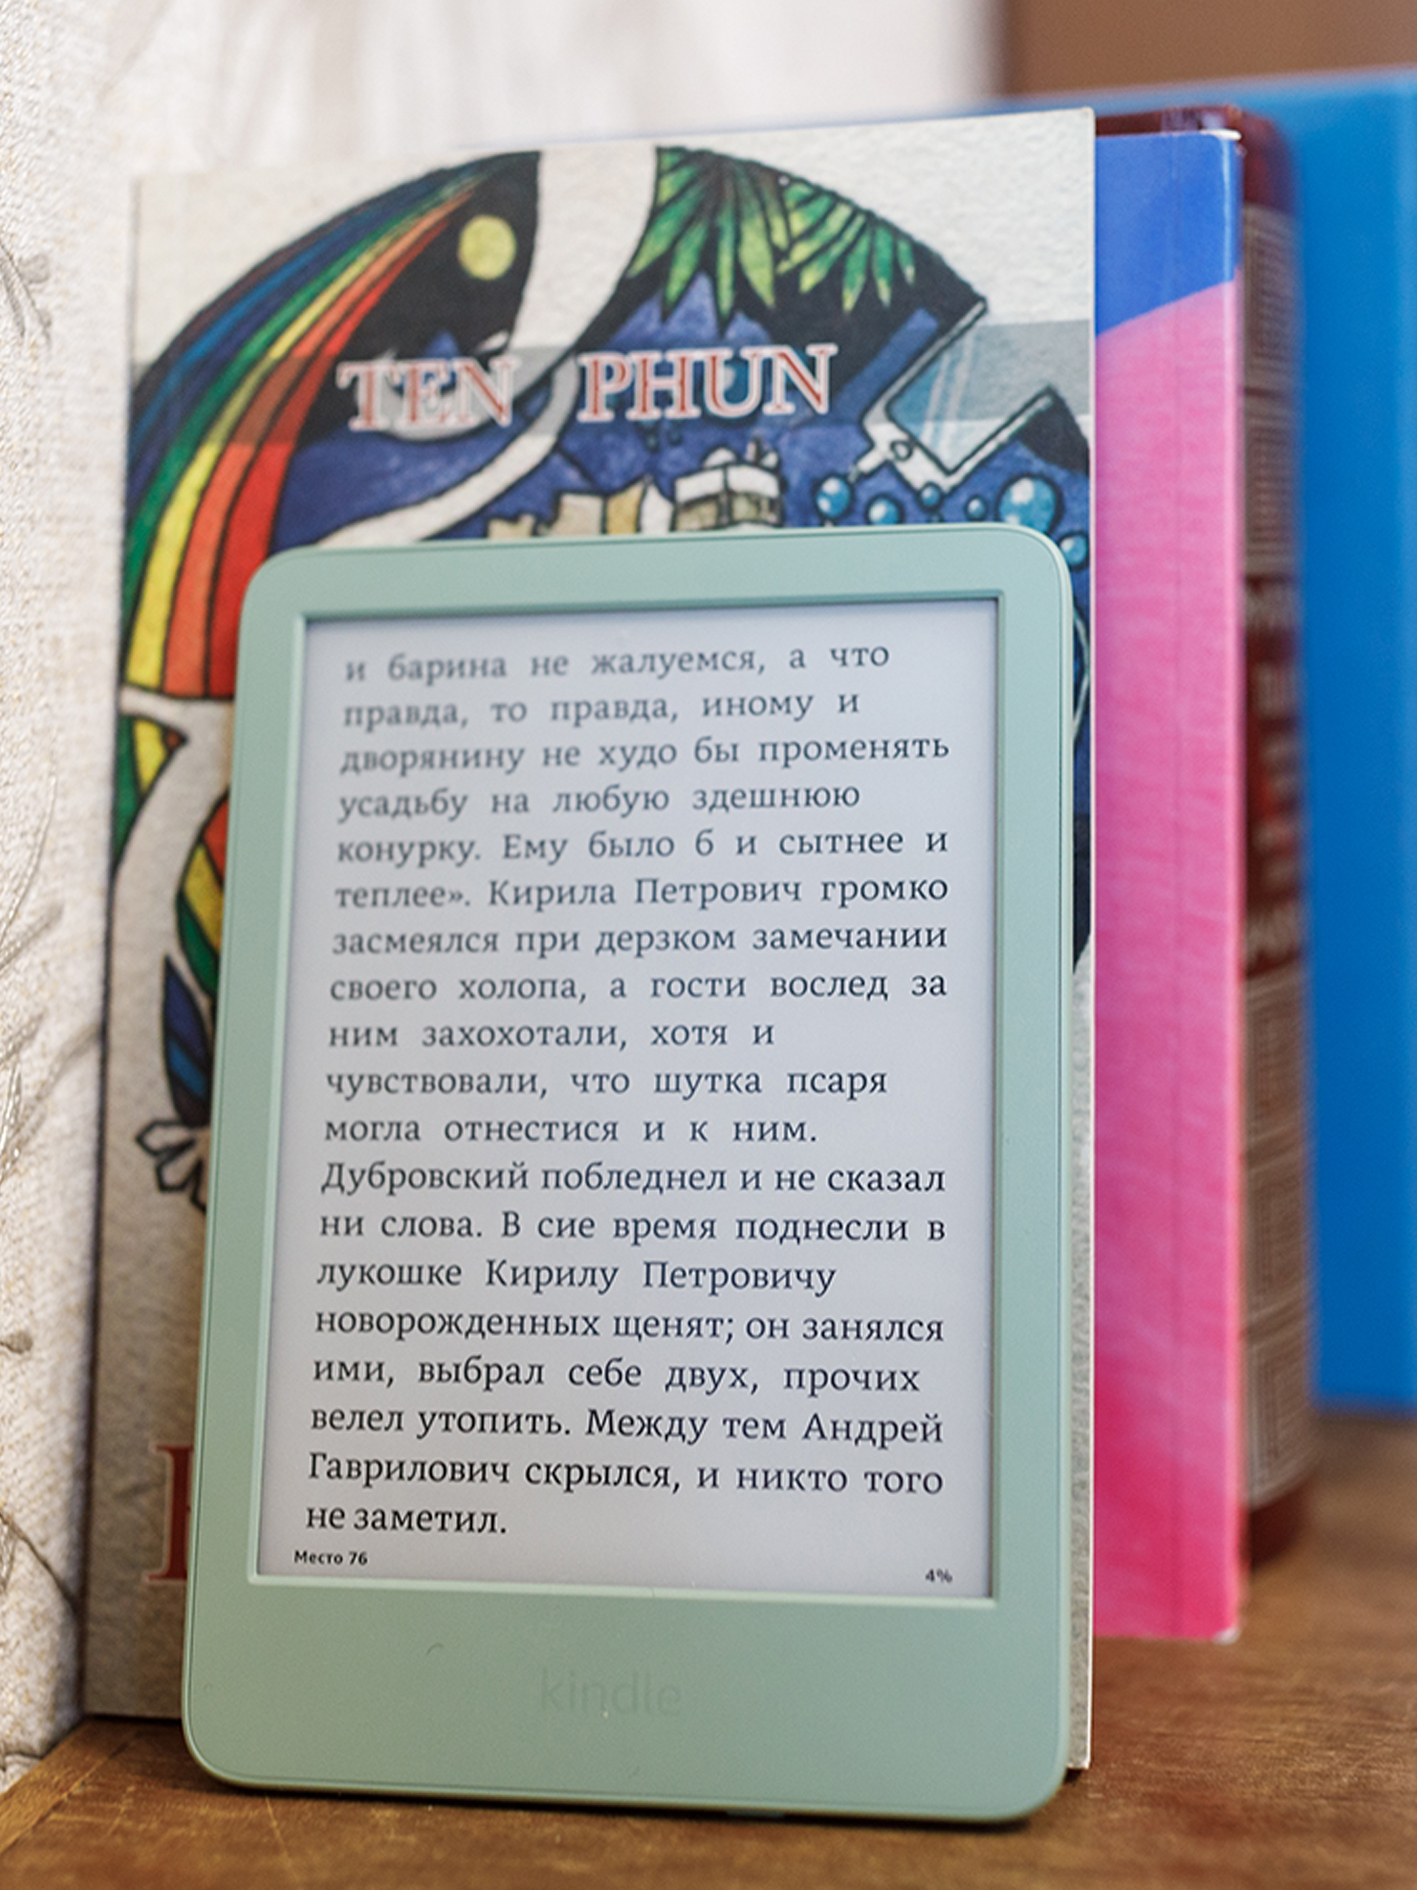 TEN PHUN
и барина не жалуемся, а что
правда, то правда, иному и
дворянину не худо бы променять
усадьбу на любую здешнюю
конурку. Ему было б и сытнее и
теплее». Кирила Петрович громко
засмеялся при дерзком замечании
своего холопа, а гости вослед за
ним захохотали, хотя и
чувствовали, что шутка псаря
могла отнестися и к ним.
Дубровский побледнел и не сказал
ни слова. В сие время поднесли в
лукошке Кирилу Петровичу
новорожденных щенят; он занялся
ими, выбрал себе двух, прочих
велел утопить. Между тем Андрей
Гаврилович скрылся, и никто того
не заметил.
Место 76
4%
kindle